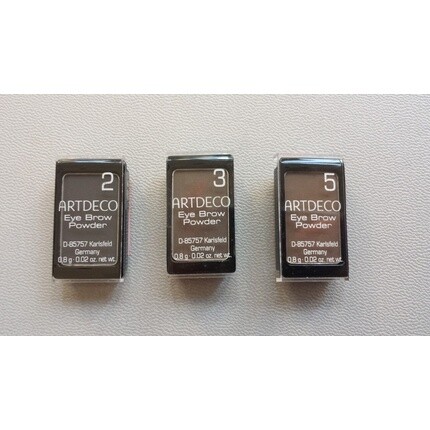 2
ARTDECO
Eye Brow
Powder
D-85757 Karlsfeld
Germany
0,8 g · 0.02 oz. net wt.
3
ARTDECO
Eye Brow
Powder
D-85757 Karlsfeld
Germany
0,8 g · 0.02 oz. net wt.
5
ARTDECO
Eye Brow
Powder
D-85757 Karlsfeld
Germany
0,8 g · 0.02 oz. net wt.